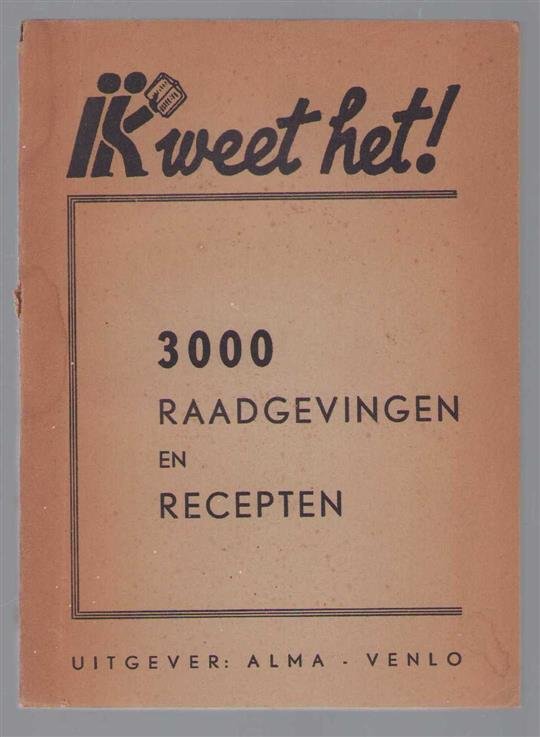 IK weet het!
3000
RAADGEVINGEN
EN
RECEPTEN
UITGEVER: ALMA - VENLO